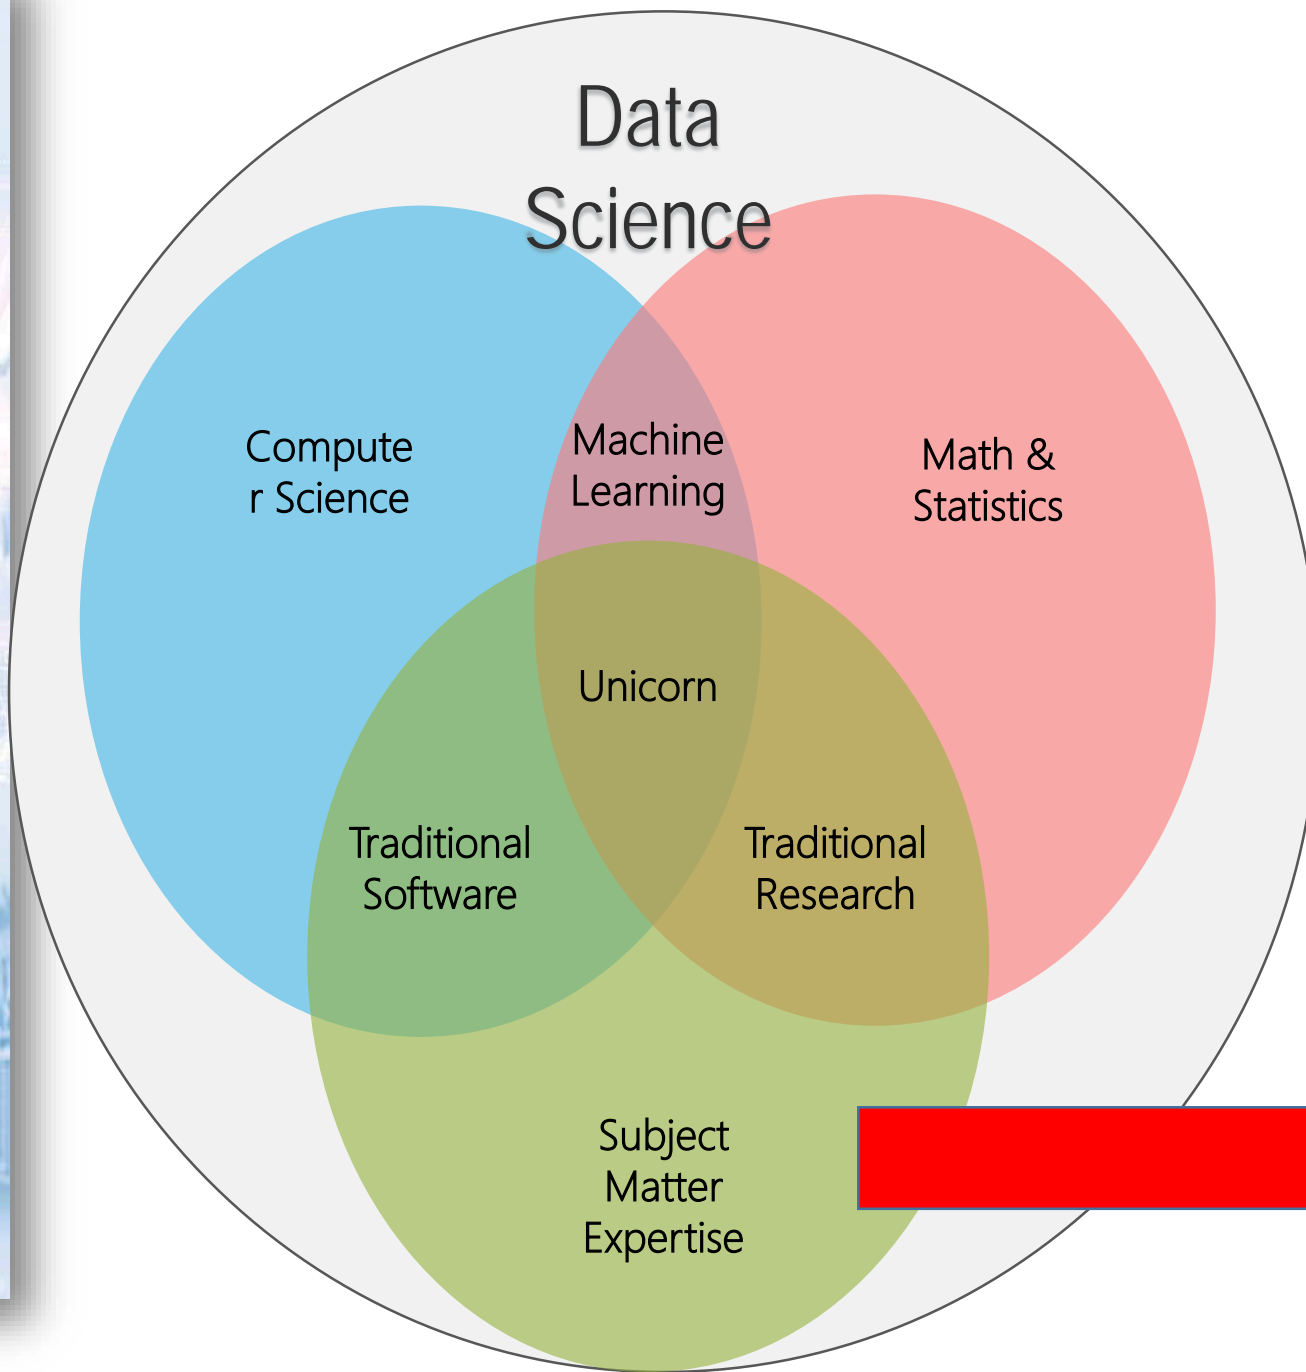 Data
Science
Compute
r Science
Machine
Learning
Math &
Statistics
Unicorn
Traditional
Software
Traditional
Research
Subject
Matter
Expertise